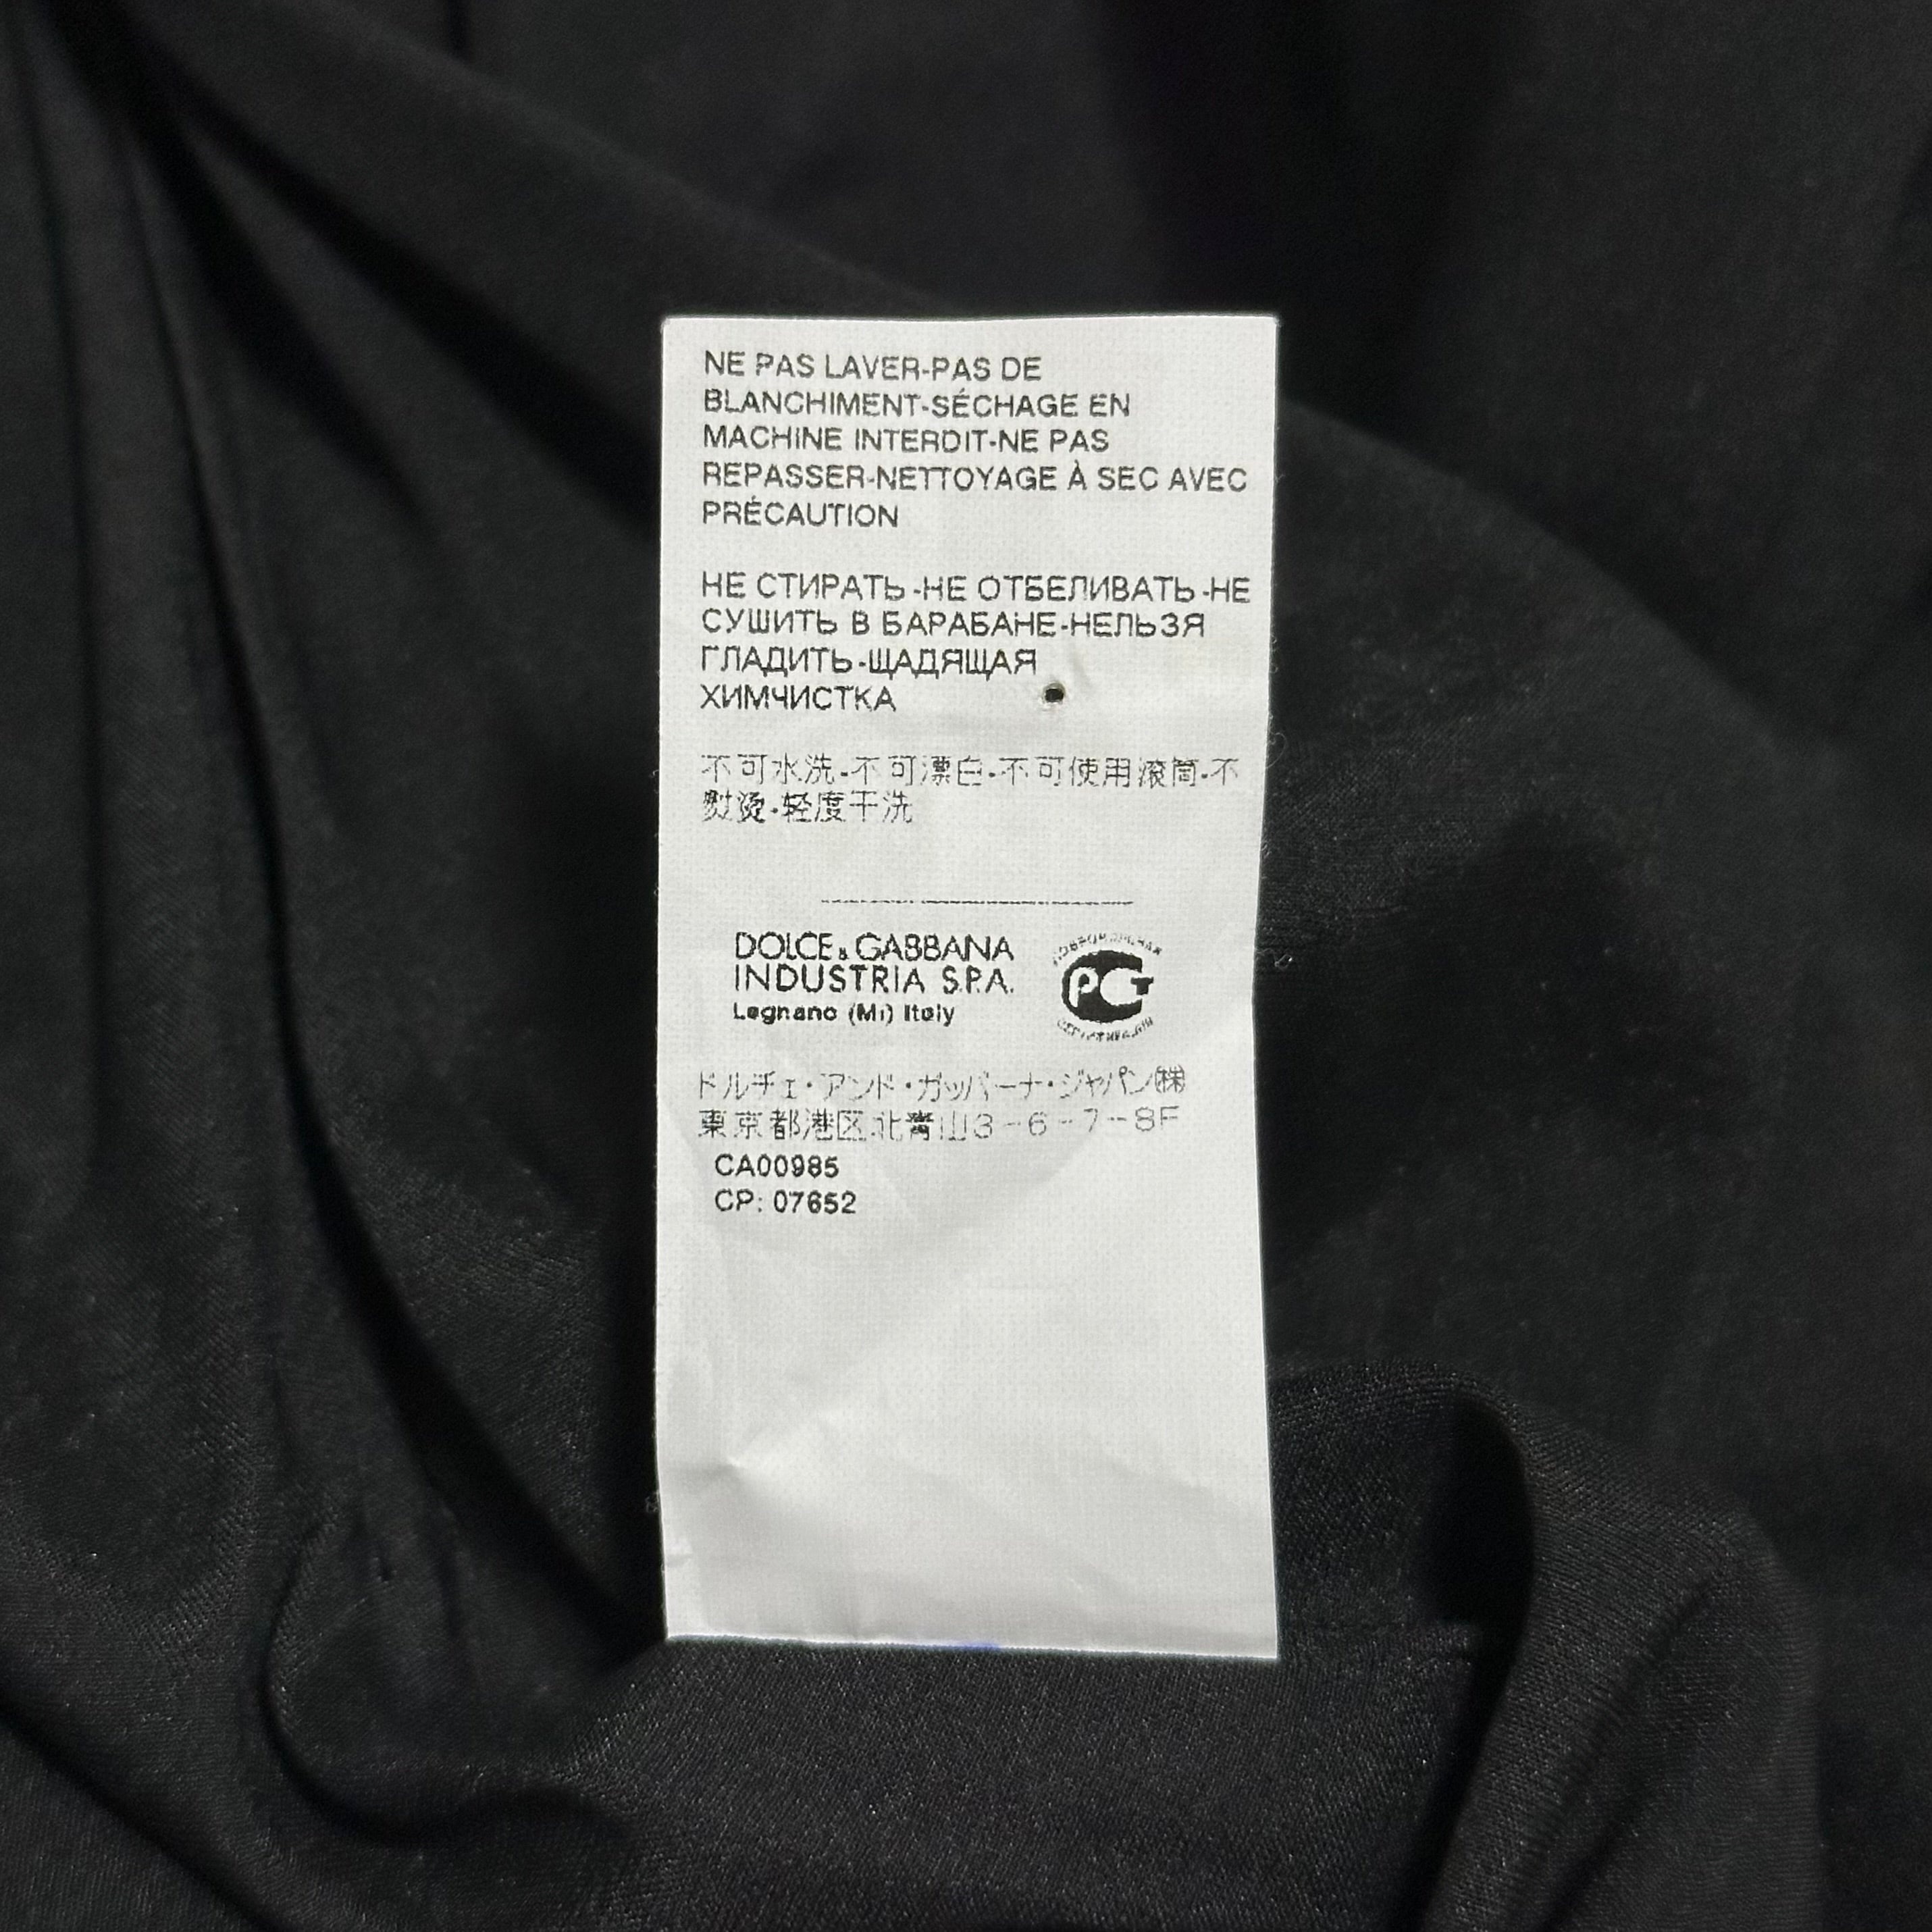 NE PAS LAVER-PAS DE
BLANCHIMENT-SÉCHAGE EN
MACHINE INTERDIT-NE PAS
REPASSER-NETTOYAGE À SEC AVEC
PRÉCAUTION
НЕ СТИРАТЬ-НЕ ОТБЕЛИВАТЬ-НЕ
СУШИТЬ В БАРАБАНЕ-НЕЛЬЗЯ
ГЛАДИТЬ-ЩАДЯЩАЯ
ХИМЧИСТКА
不可水洗-不可漂白-不可使用滚筒-不
熨烫-轻度干洗
DOLCE & GABBANA
INDUSTRIA S.P.A.
Legnano (Mi) Italy
PCT
ドルチェ・アンド・ガッバーナ・ジャパン㈱
東京都港区北青山3-6-7-8F
CA00985
CP: 07652